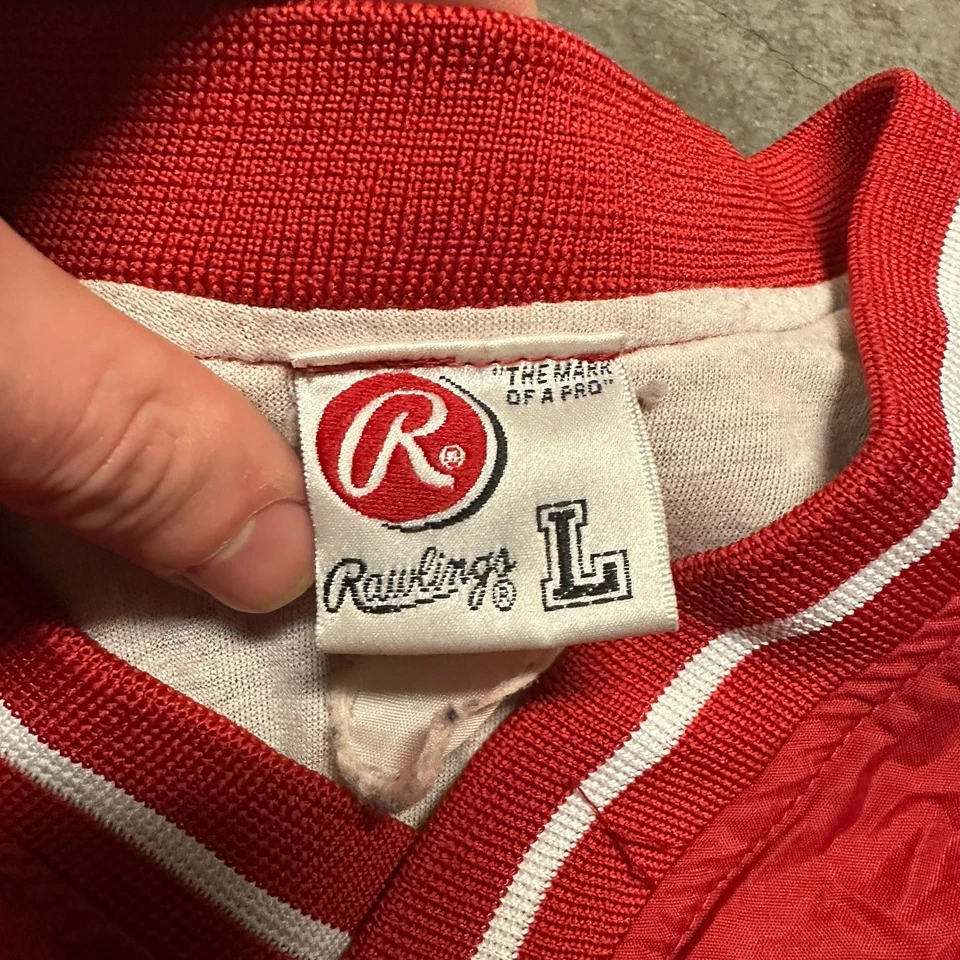 "THE MARK
OF A PRO"
R®
Rawlings®
L